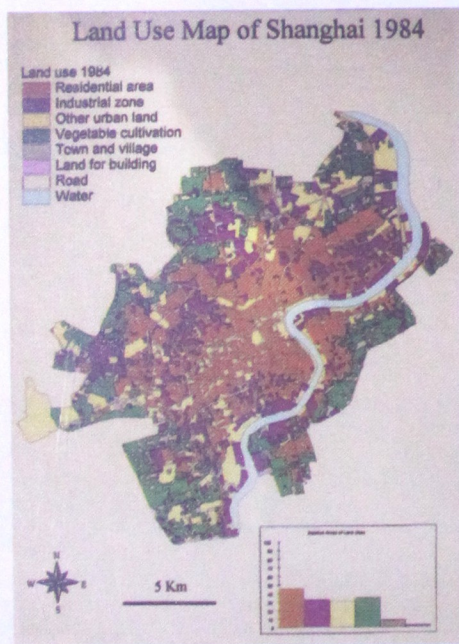 Land Use Map of Shanghai 1984
Land use 1984
Residential area
Industrial zone
Other urban land
Vegetable cultivation
Town and village
Land for building
Road
Water
N
W
E
S
5 Km